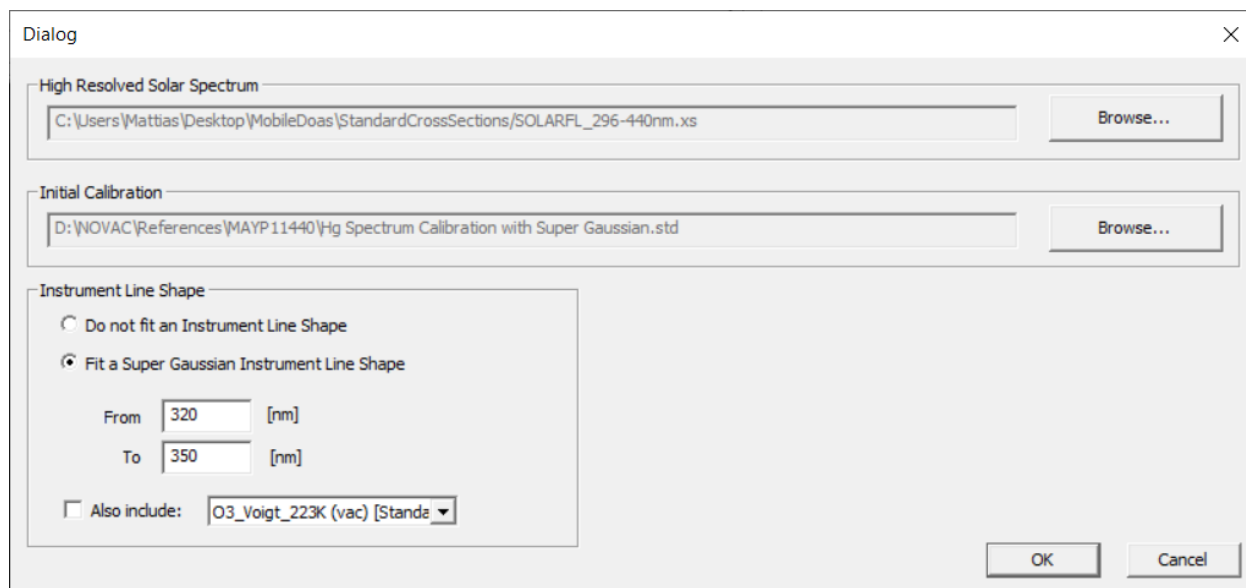 Dialog
High Resolved Solar Spectrum
C:\Users\Mattias\Desktop\MobileDoas\StandardCrossSections/SOLARFL_296-440nm.xs
Browse...
Initial Calibration
D:\NOVAC\References\MAYP11440\Hg Spectrum Calibration with Super Gaussian.std
Browse...
Instrument Line Shape
Do not fit an Instrument Line Shape
Fit a Super Gaussian Instrument Line Shape
From 320 [nm]
To 350 [nm]
Also include: O3_Voigt_223K (vac) [Standa
OK Cancel